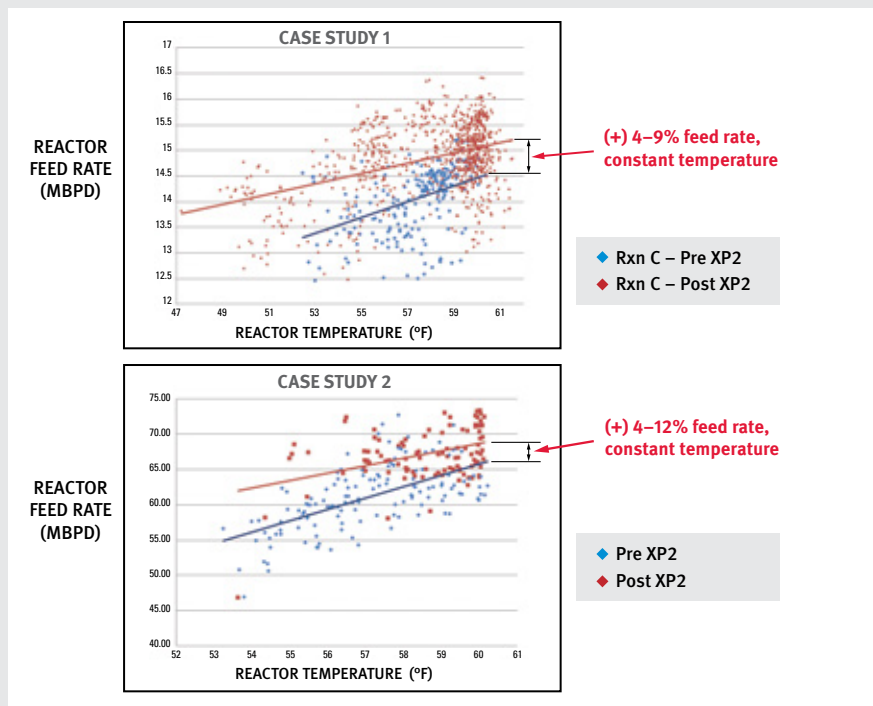 CASE STUDY 1
17
16.5
16
15.5
15
14.5
14
13.5
13
12.5
12
47 49 51 53 55 57 59 61
REACTOR
FEED RATE
(MBPD)
REACTOR TEMPERATURE (ºF)
(+) 4–9% feed rate,
constant temperature
Rxn C – Pre XP2
Rxn C – Post XP2
CASE STUDY 2
75.00
70.00
65.00
60.00
55.00
50.00
45.00
40.00
52 53 54 55 56 57 58 59 60 61
REACTOR
FEED RATE
(MBPD)
REACTOR TEMPERATURE (ºF)
(+) 4–12% feed rate,
constant temperature
Pre XP2
Post XP2